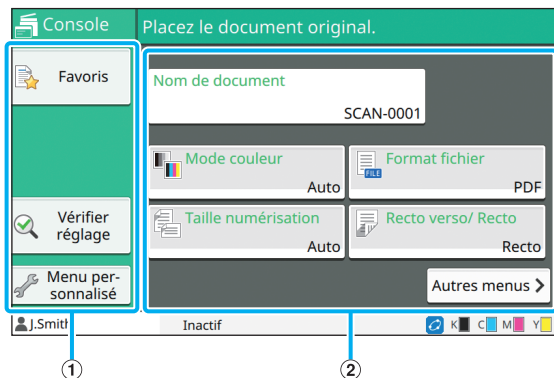 Console
Placez le document original.
Favoris
Vérifier
réglage
Menu per-
sonnalisé
Nom de document
SCAN-0001
Mode couleur
Auto
Format fichier
FILE
PDF
Taille numérisation
Auto
Recto verso/ Recto
Recto
Autres menus
J.Smith
Inactif
K C M Y
1
2